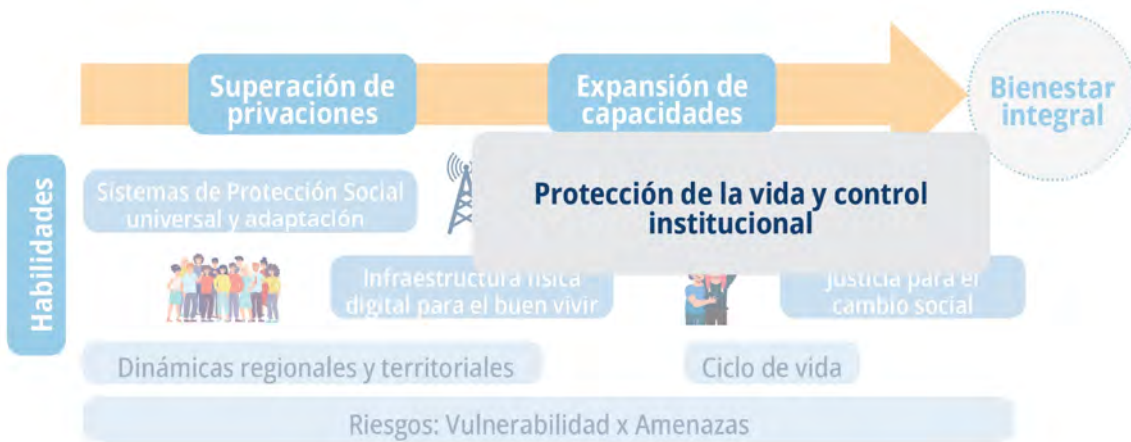 Superación de
privaciones
Expansión de
capacidades
Bienestar
integral
Habilidades
Sistemas de Protección Social
universal y adaptación
Protección de la vida y control
institucional
Infraestructura física
digital para el buen vivir
Justicia para el
cambio social
Dinámicas regionales y territoriales
Ciclo de vida
Riesgos: Vulnerabilidad x Amenazas